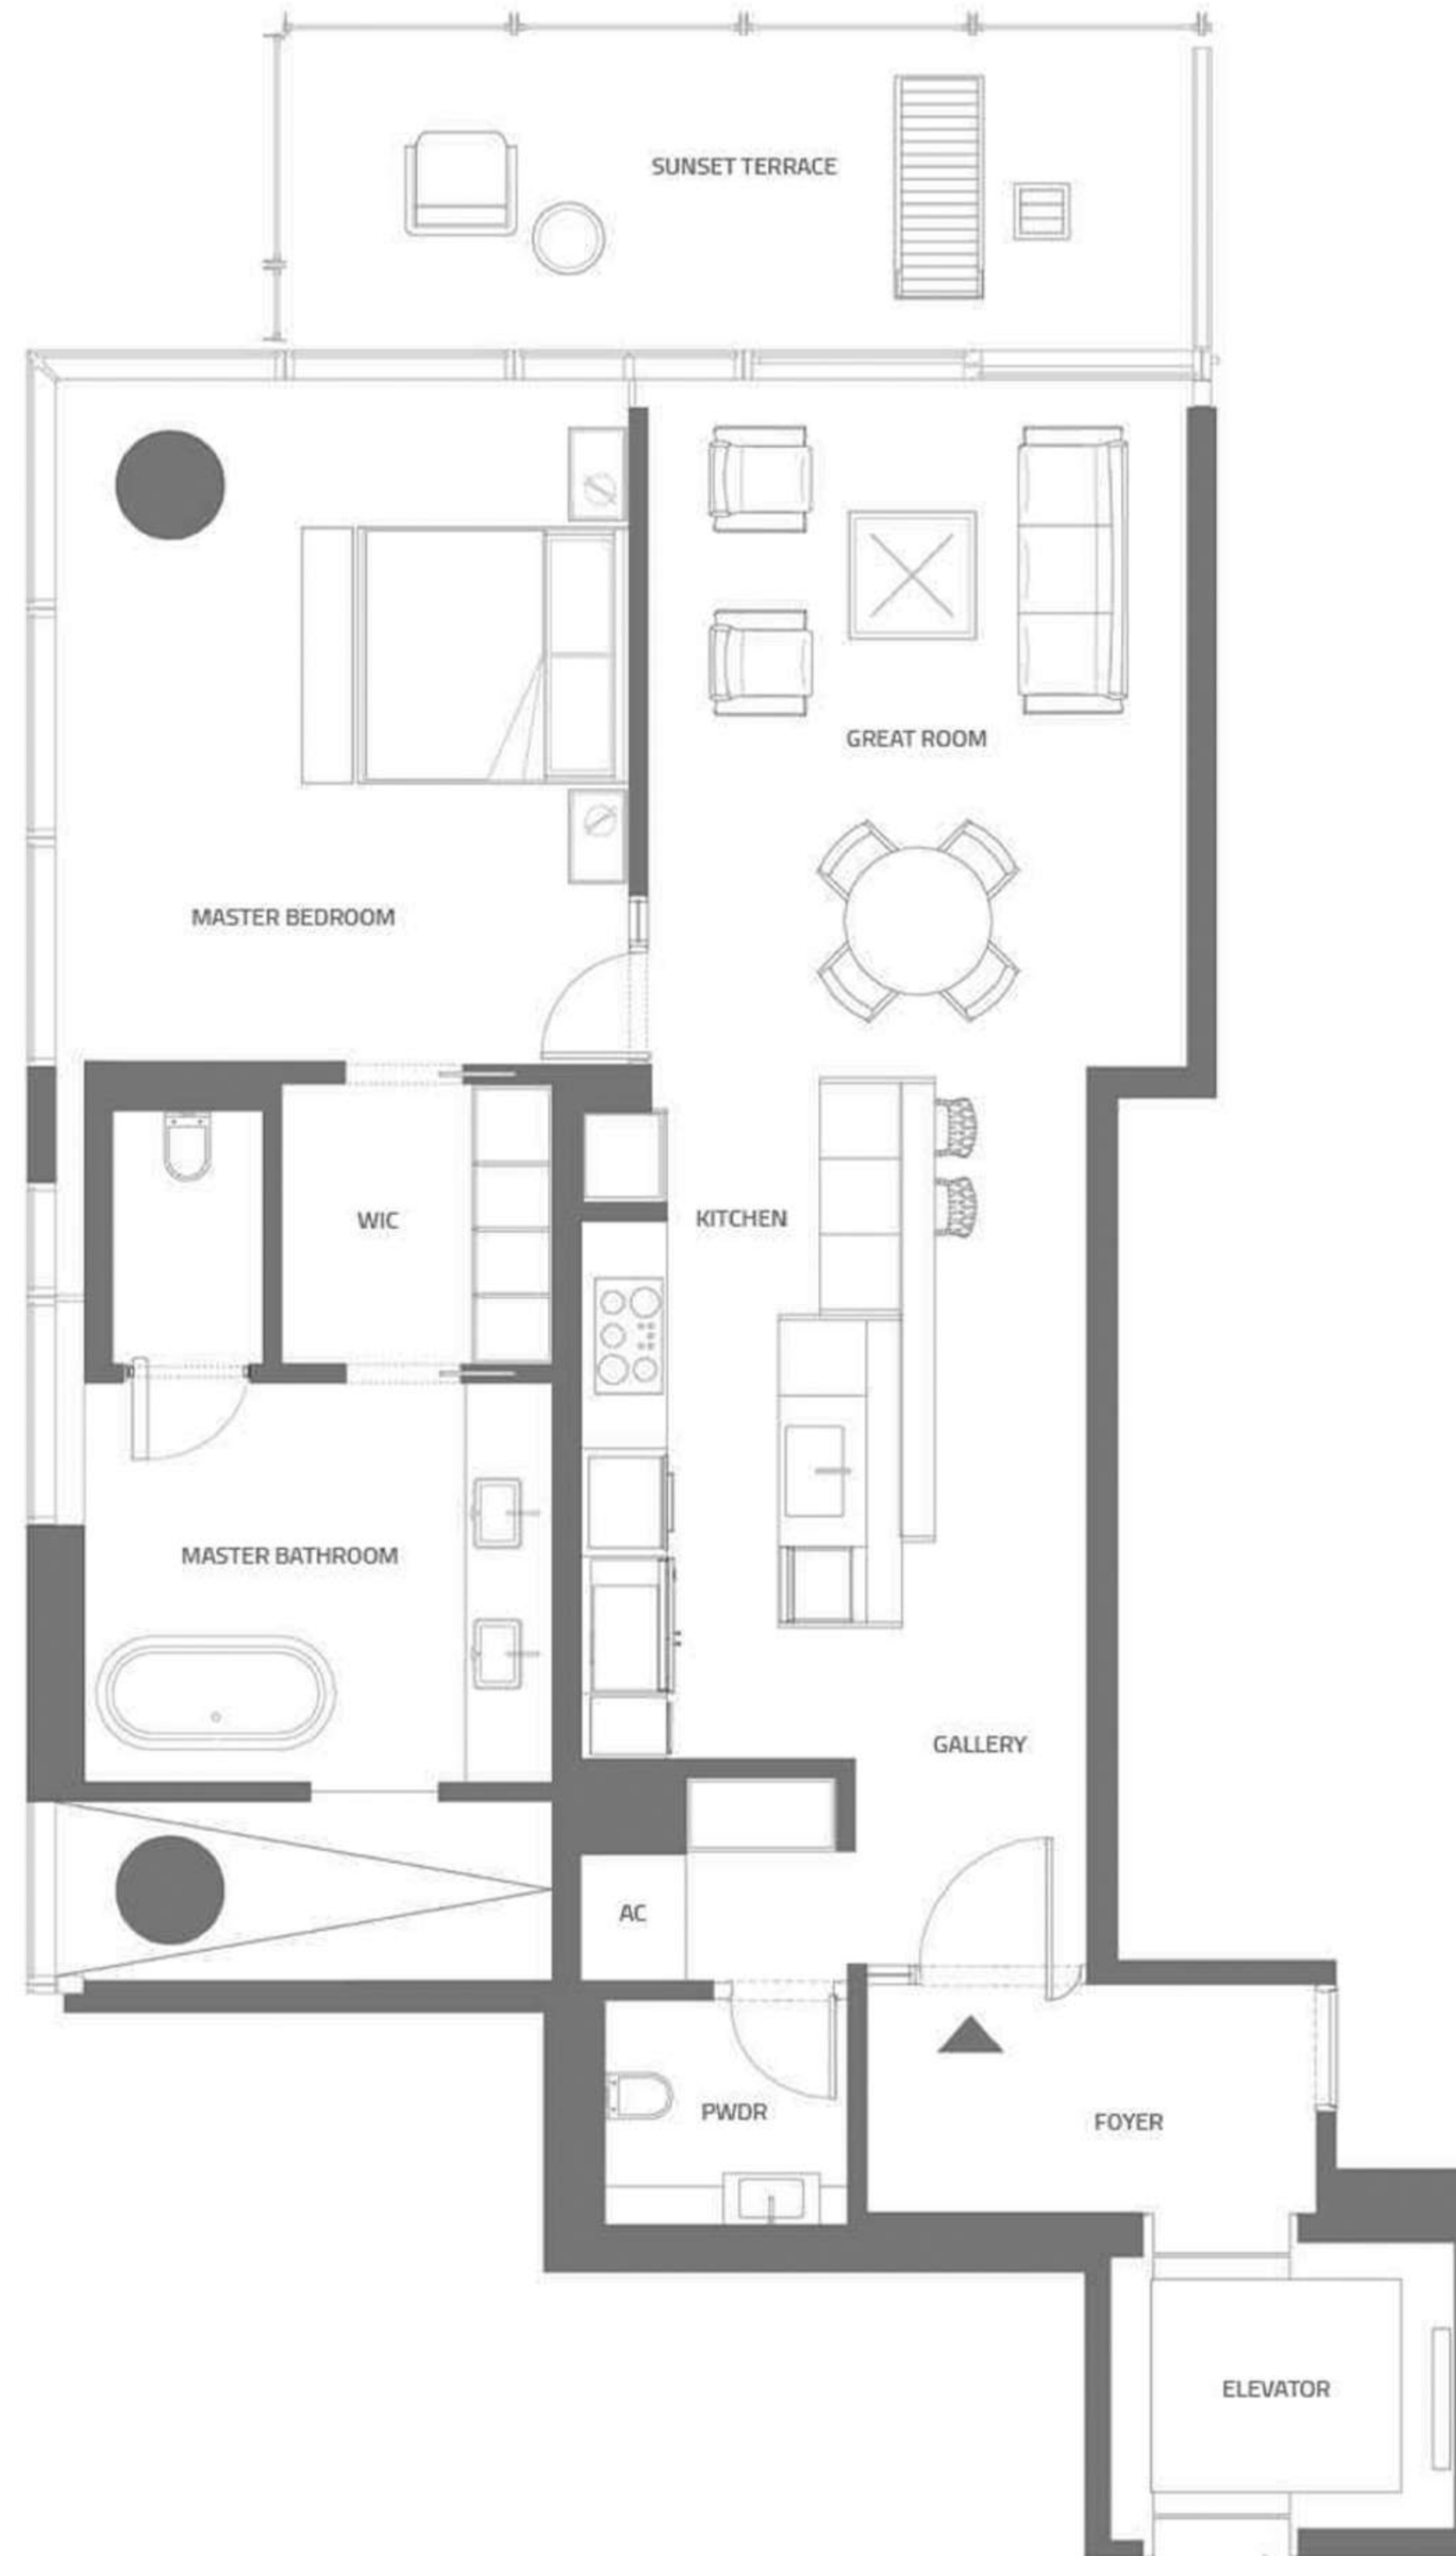 SUNSET TERRACE
GREAT ROOM
MASTER BEDROOM
WIC
KITCHEN
MASTER BATHROOM
GALLERY
AC
PWDR
FOYER
ELEVATOR